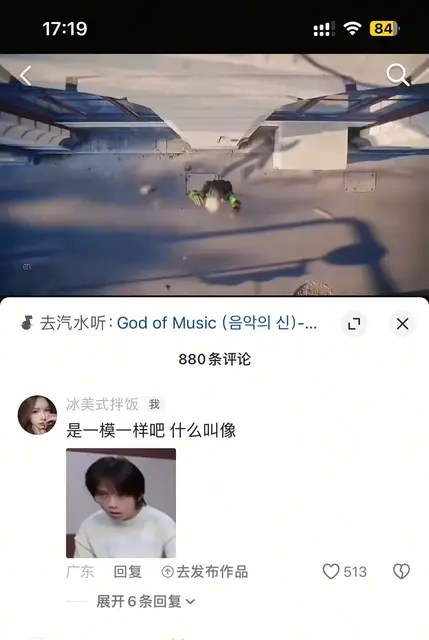 17:19
84
去汽水听: God of Music (음악의 신)-...
880条评论
冰美式拌饭 我
是一模一样吧 什么叫像
广东 回复 去发布作品 513
展开6条回复